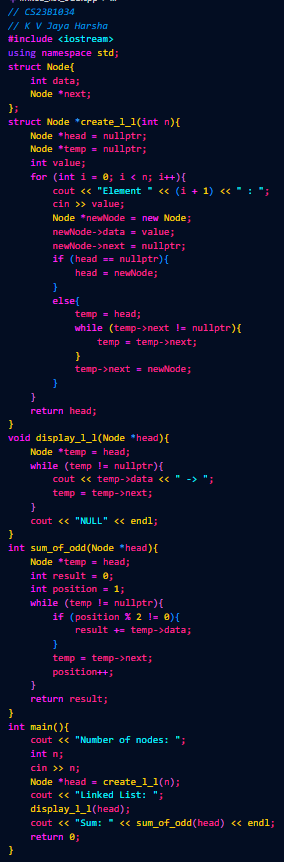 // CS23B1034
// K V Jaya Harsha
#include <iostream>
using namespace std;
struct Node{
    int data;
    Node *next;
};
struct Node *create_l_l(int n){
    Node *head = nullptr;
    Node *temp = nullptr;
    int value;
    for (int i = 0; i < n; i++){
        cout << "Element " << (i + 1) << " : ";
        cin >> value;
        Node *newNode = new Node;
        newNode->data = value;
        newNode->next = nullptr;
        if (head == nullptr){
            head = newNode;
        }
        else{
            temp = head;
            while (temp->next != nullptr){
                temp = temp->next;
            }
            temp->next = newNode;
        }
    }
    return head;
}
void display_l_l(Node *head){
    Node *temp = head;
    while (temp != nullptr){
        cout << temp->data << " -> ";
        temp = temp->next;
    }
    cout << "NULL" << endl;
}
int sum_of_odd(Node *head){
    Node *temp = head;
    int result = 0;
    int position = 1;
    while (temp != nullptr){
        if (position % 2 != 0){
            result += temp->data;
        }
        temp = temp->next;
        position++;
    }
    return result;
}
int main(){
    cout << "Number of nodes: ";
    int n;
    cin >> n;
    Node *head = create_l_l(n);
    cout << "Linked List: ";
    display_l_l(head);
    cout << "Sum: " << sum_of_odd(head) << endl;
    return 0;
}